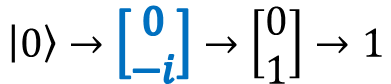 |0⟩ → [0 −i] → [0 1] → 1